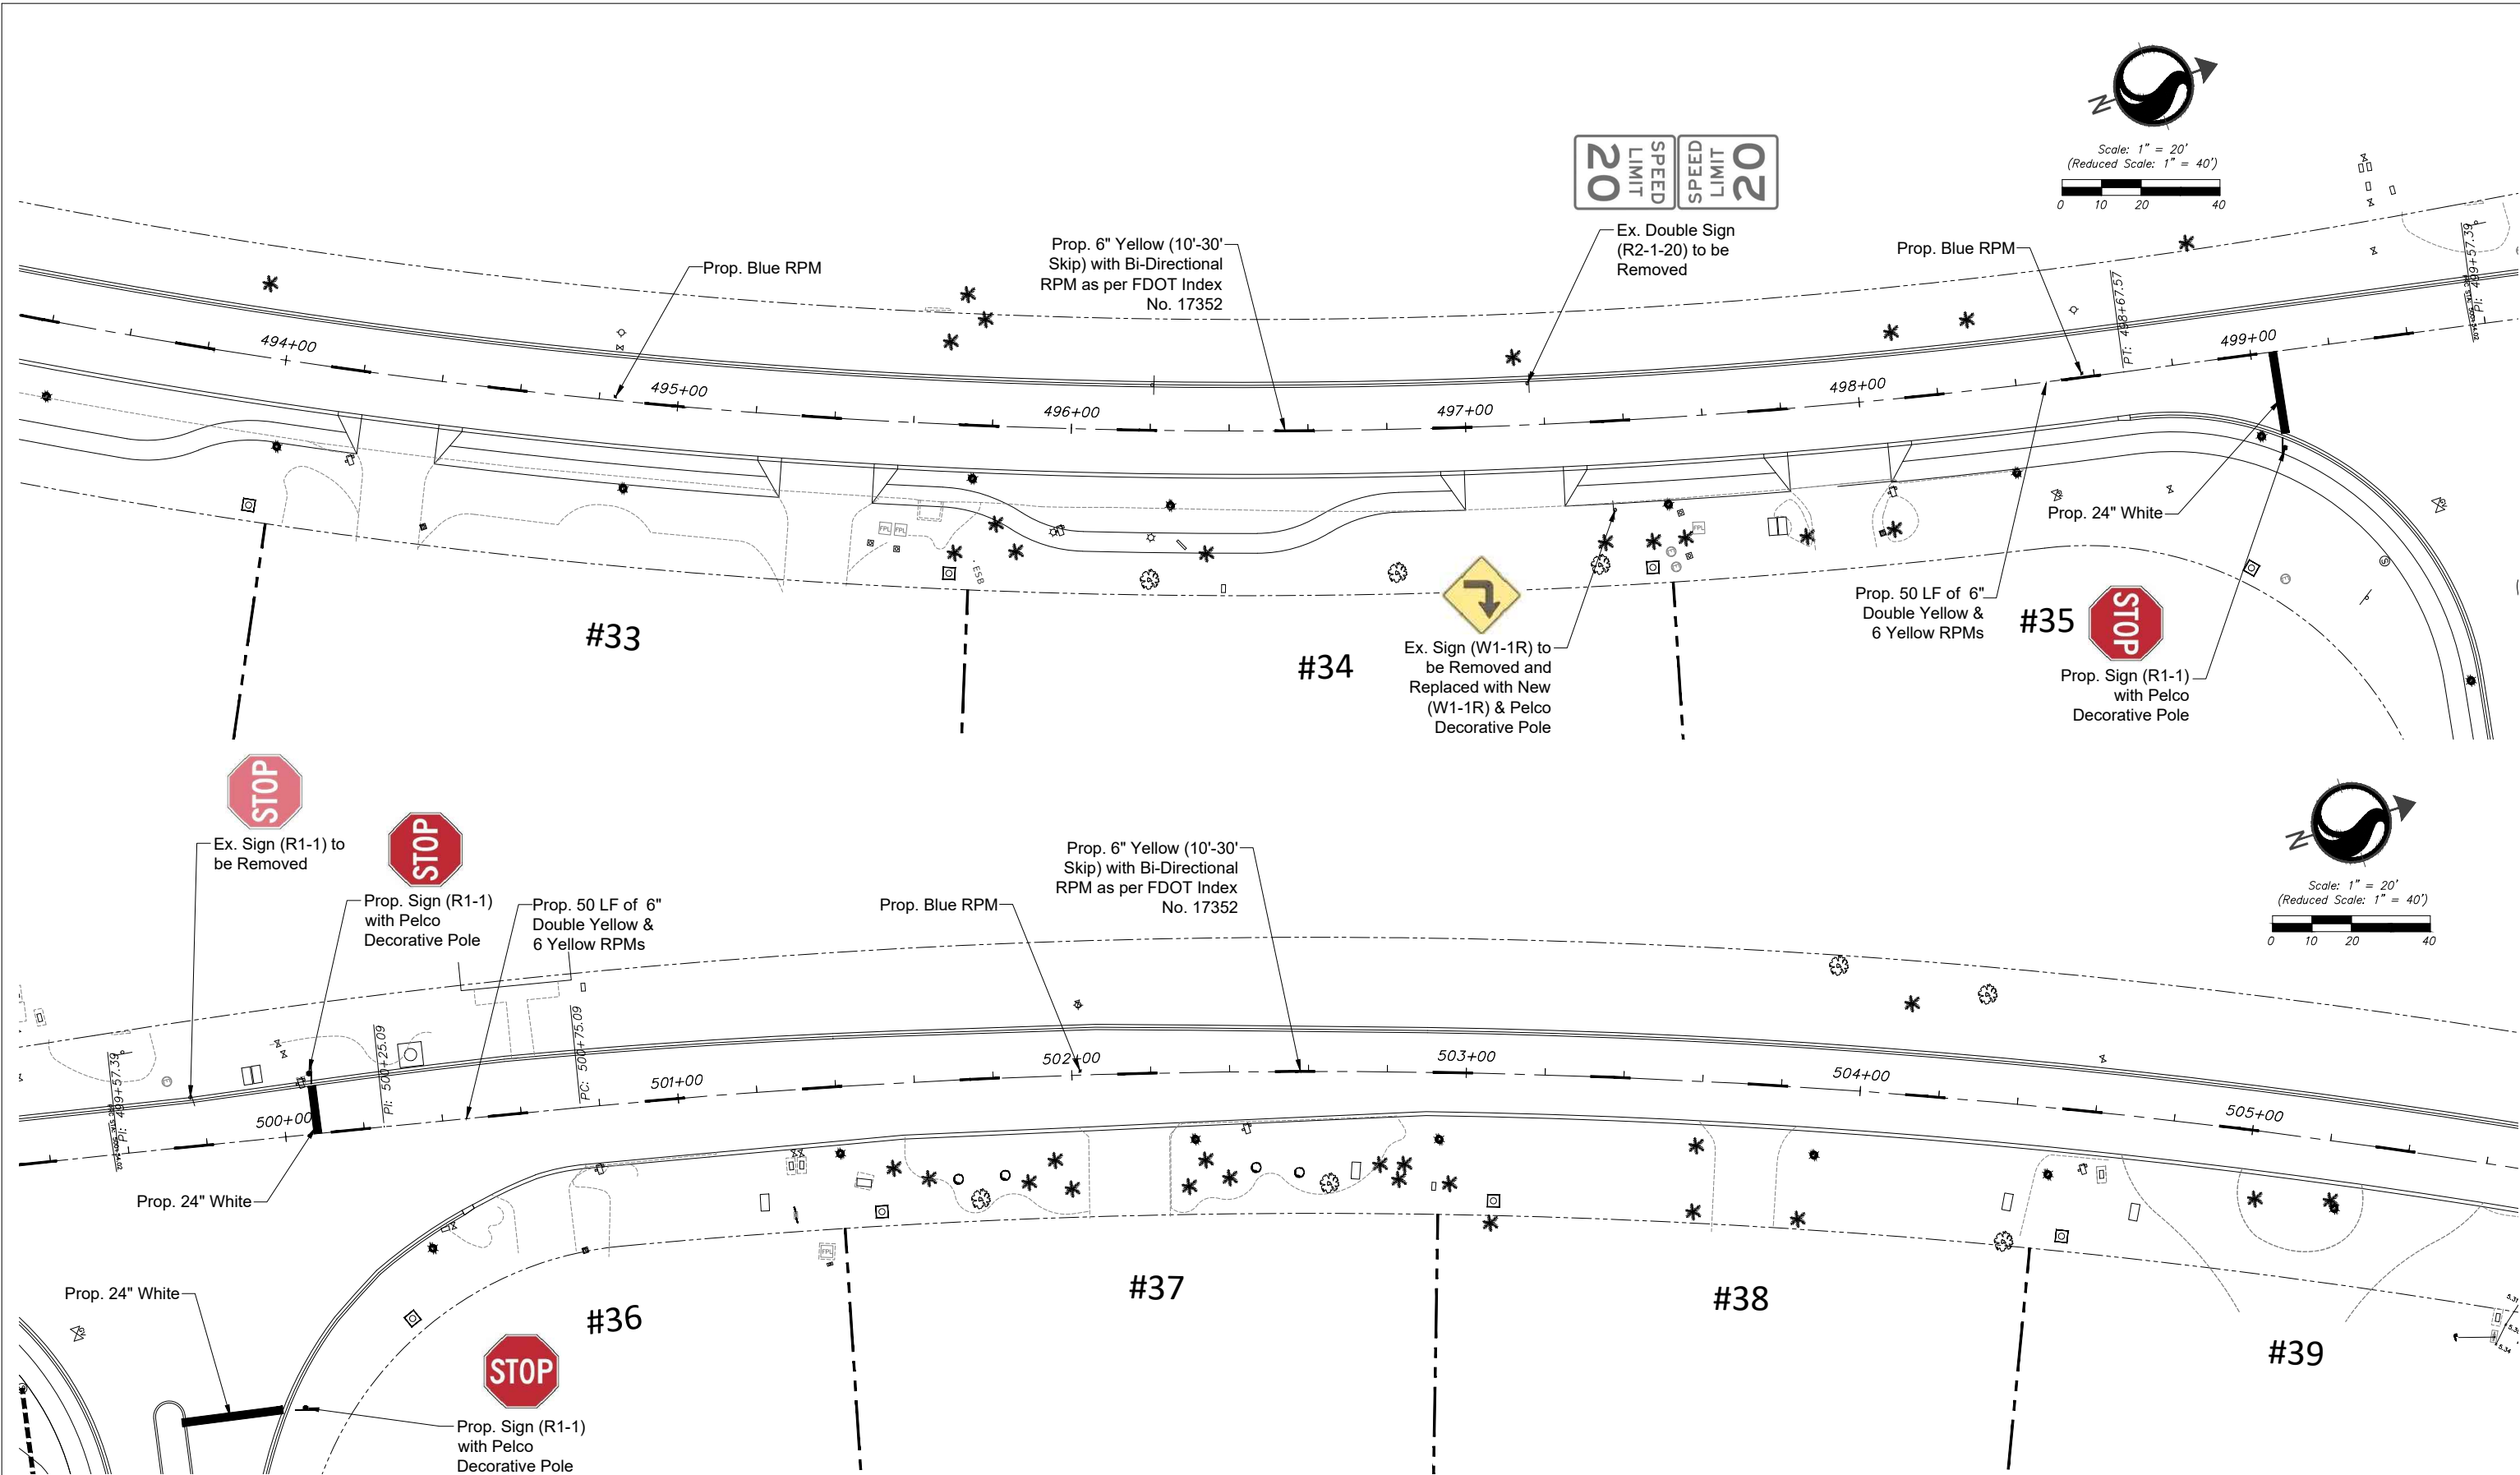 N
Scale: 1" = 20'
(Reduced Scale: 1" = 40')
0 10 20 40
SPEED
LIMIT
20
SPEED
LIMIT
20
Ex. Double Sign
(R2-1-20) to be
Removed
Prop. Blue RPM
Prop. 6" Yellow (10'-30'
Skip) with Bi-Directional
RPM as per FDOT Index
No. 17352
Prop. Blue RPM
PT: 498+67.57
PI: 499+57.39
494+00
495+00
496+00
497+00
498+00
499+00
FPL
FPL
ESB
FPL
Prop. 24" White
Prop. 50 LF of 6"
Double Yellow &
6 Yellow RPMs
#33
#34
#35
Ex. Sign (W1-1R) to
be Removed and
Replaced with New
(W1-1R) & Pelco
Decorative Pole
STOP
Prop. Sign (R1-1)
with Pelco
Decorative Pole
S
STOP
Ex. Sign (R1-1) to
be Removed
STOP
Prop. Sign (R1-1)
with Pelco
Decorative Pole
Prop. 50 LF of 6"
Double Yellow &
6 Yellow RPMs
Prop. Blue RPM
Prop. 6" Yellow (10'-30'
Skip) with Bi-Directional
RPM as per FDOT Index
No. 17352
N
Scale: 1" = 20'
(Reduced Scale: 1" = 40')
0 10 20 40
PI: 499+57.39
PI: 500+25.09
PC: 500+75.09
500+00
501+00
502+00
503+00
504+00
505+00
Prop. 24" White
FPL
Prop. 24" White
#36
#37
#38
#39
STOP
Prop. Sign (R1-1)
with Pelco
Decorative Pole
5.34